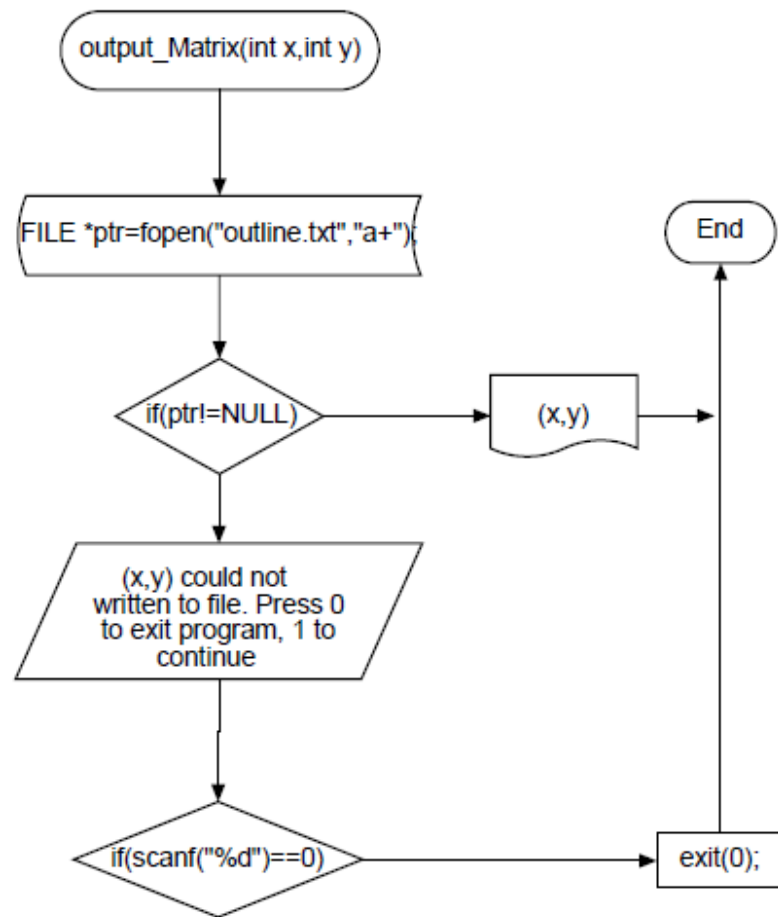 output_Matrix(int x,int y)
FILE *ptr=fopen("outline.txt","a+");
End
if(ptr!=NULL)
(x,y)
(x,y) could not
written to file. Press 0
to exit program, 1 to
continue
if(scanf("%d")==0)
exit(0);